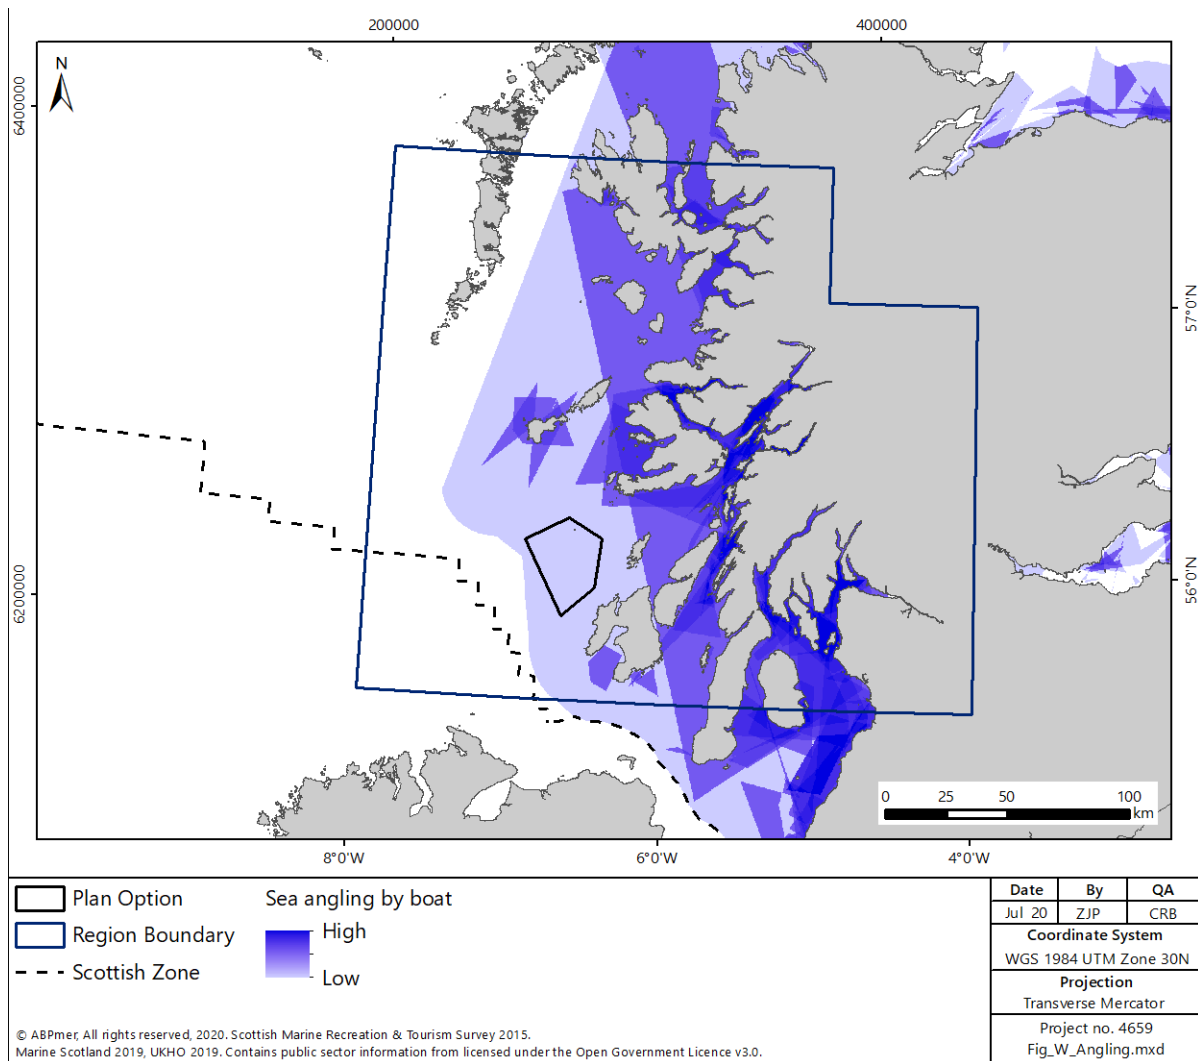 200000
400000
N
6400000
6200000
57°0'N
56°0'N
0 25 50 100
km
8°0'W
6°0'W
4°0'W
Plan Option
Region Boundary
Scottish Zone
Sea angling by boat
High
Low
Date By QA
Jul 20 ZJP CRB
Coordinate System
WGS 1984 UTM Zone 30N
Projection
Transverse Mercator
Project no. 4659
Fig_W_Angling.mxd
© ABPmer, All rights reserved, 2020. Scottish Marine Recreation & Tourism Survey 2015.
Marine Scotland 2019, UKHO 2019. Contains public sector information from licensed under the Open Government Licence v3.0.